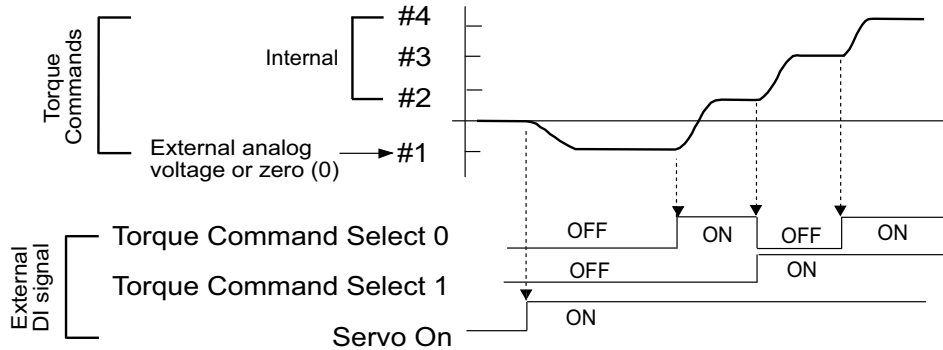 #4
Internal
#3
#2
Torque
Commands
External analog
voltage or zero (0)
#1
External
DI signal
Torque Command Select 0
OFF
ON
OFF
ON
Torque Command Select 1
OFF
ON
Servo On
ON